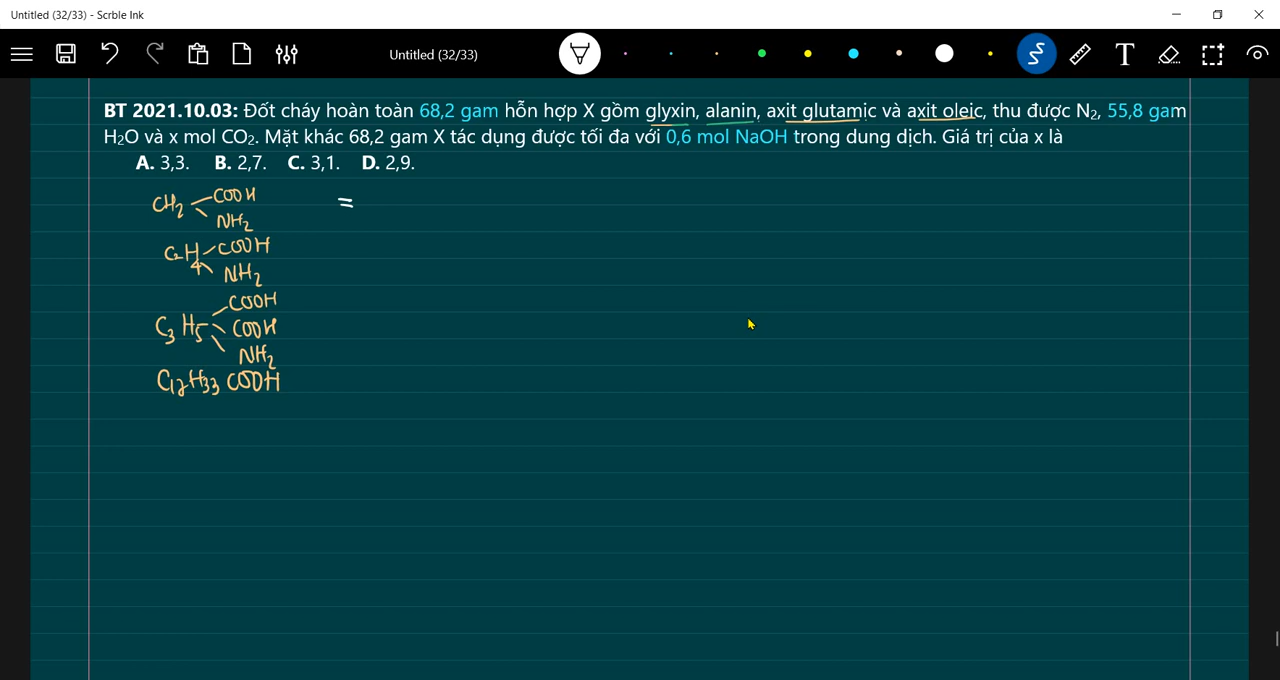 Untitled (32/33) - Scrble Ink
Untitled (32/33)
T
BT 2021.10.03: Đốt cháy hoàn toàn 68,2 gam hỗn hợp X gồm glyxin, alanin, axit glutamic và axit oleic, thu được N₂, 55,8 gam
H₂O và x mol CO₂. Mặt khác 68,2 gam X tác dụng được tối đa với 0,6 mol NaOH trong dung dịch. Giá trị của x là
A. 3,3. B. 2,7. C. 3,1. D. 2,9.
CH₂ COOH =
NH₂
C₂H₄ COOH
NH₂
COOH
C₃H₅ COOH
NH₂
C₁₇H₃₃ COOH